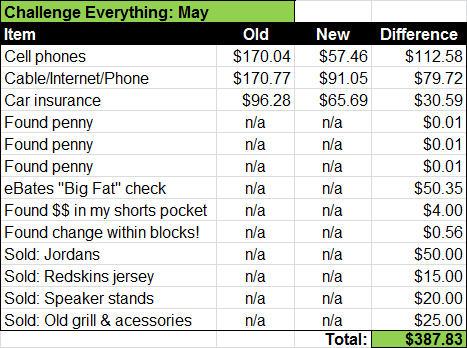 Challenge Everything: May
Item Old New Difference
Cell phones $170.04 $57.46 $112.58
Cable/Internet/Phone $170.77 $91.05 $79.72
Car insurance $96.28 $65.69 $30.59
Found penny n/a n/a $0.01
Found penny n/a n/a $0.01
Found penny n/a n/a $0.01
eBates "Big Fat" check n/a n/a $50.35
Found $$ in my shorts pocket n/a n/a $4.00
Found change within blocks! n/a n/a $0.56
Sold: Jordans n/a n/a $50.00
Sold: Redskins jersey n/a n/a $15.00
Sold: Speaker stands n/a n/a $20.00
Sold: Old grill & acessories n/a n/a $25.00
Total: $387.83